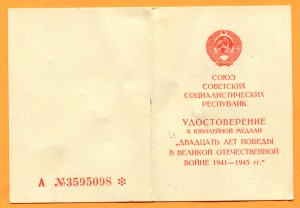 СОЮЗ
СОВЕТСКИХ
СОЦИАЛИСТИЧЕСКИХ
РЕСПУБЛИК
УДОСТОВЕРЕНИЕ
К ЮБИЛЕЙНОЙ МЕДАЛИ
„ДВАДЦАТЬ ЛЕТ ПОБЕДЫ
В ВЕЛИКОЙ ОТЕЧЕСТВЕННОЙ
ВОЙНЕ 1941—1945 гг.“
А №3595098 *